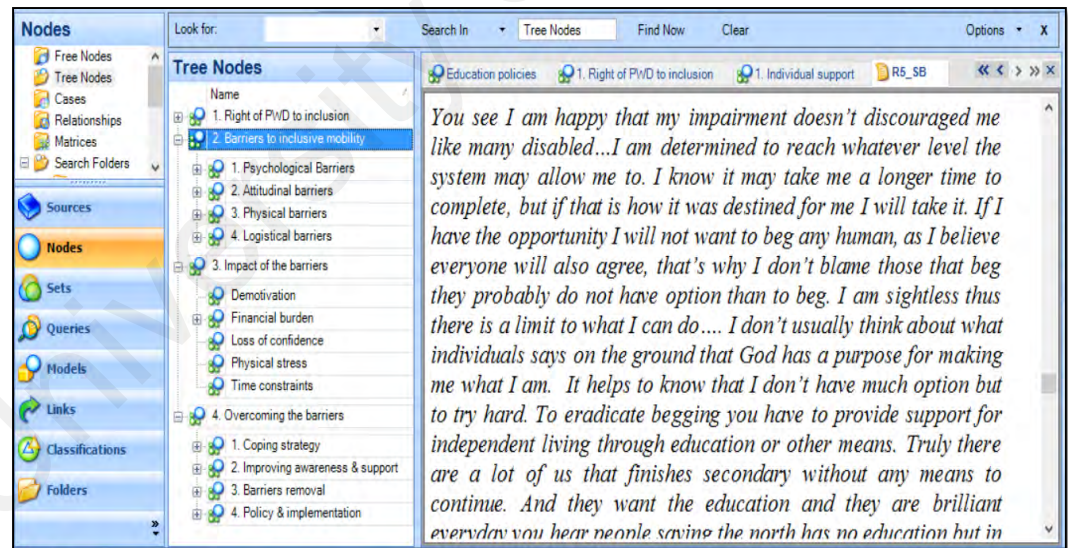 Nodes
Free Nodes
Tree Nodes
Cases
Relationships
Matrices
Search Folders
Sources
Nodes
Sets
Queries
Models
Links
Classifications
Folders
Look for: Search In Tree Nodes Find Now Clear Options X
Tree Nodes
Name
1. Right of PWD to inclusion
2. Barriers to inclusive mobility
1. Psychological Barriers
2. Attitudinal barriers
3. Physical barriers
4. Logistical barriers
3. Impact of the barriers
Demotivation
Financial burden
Loss of confidence
Physical stress
Time constraints
4. Overcoming the barriers
1. Coping strategy
2. Improving awareness & support
3. Barriers removal
4. Policy & implementation
Education policies 1. Right of PWD to inclusion 1. Individual support R5_SB
You see I am happy that my impairment doesn't discouraged me
like many disabled...I am determined to reach whatever level the
system may allow me to. I know it may take me a longer time to
complete, but if that is how it was destined for me I will take it. If I
have the opportunity I will not want to beg any human, as I believe
everyone will also agree, that's why I don't blame those that beg
they probably do not have option than to beg. I am sightless thus
there is a limit to what I can do.... I don't usually think about what
individuals says on the ground that God has a purpose for making
me what I am. It helps to know that I don't have much option but
to try hard. To eradicate begging you have to provide support for
independent living through education or other means. Truly there
are a lot of us that finishes secondary without any means to
continue. And they want the education and they are brilliant
everyday you hear people saying the north has no education but in